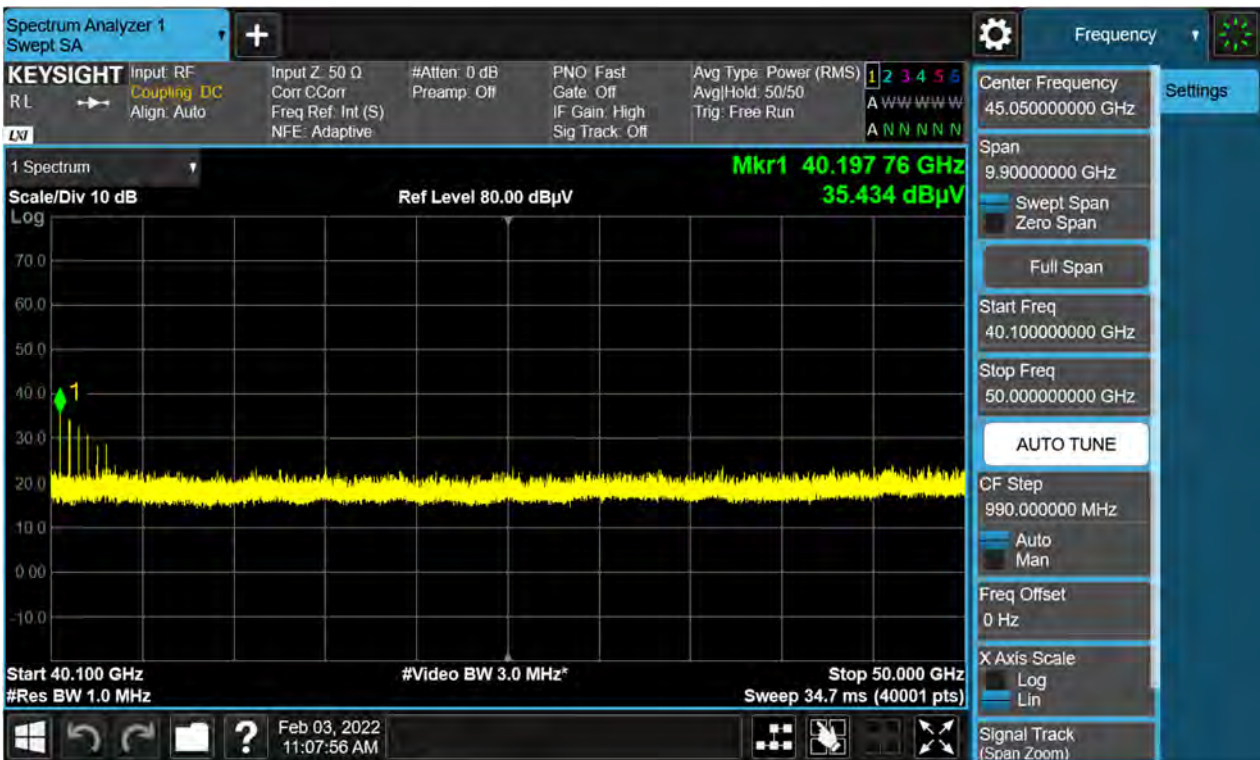 Spectrum Analyzer 1
Swept SA
+
Frequency
KEYSIGHT
R L
LXI
Input: RF
Coupling: DC
Align: Auto
Input Z: 50 Ω
Corr CCorr
Freq Ref: Int (S)
NFE: Adaptive
#Atten: 0 dB
Preamp: Off
PNO: Fast
Gate: Off
IF Gain: High
Sig Track: Off
Avg Type: Power (RMS)
Avg|Hold: 50/50
Trig: Free Run
1 2 3 4 5 6
A W W W W W
A N N N N N
Center Frequency
45.050000000 GHz
Settings
1 Spectrum
Mkr1 40.197 76 GHz
35.434 dBµV
Scale/Div 10 dB
Ref Level 80.00 dBµV
Log
70.0
60.0
50.0
40.0
30.0
20.0
10.0
0.00
-10.0
1
Span
9.90000000 GHz
Swept Span
Zero Span
Full Span
Start Freq
40.100000000 GHz
Stop Freq
50.000000000 GHz
AUTO TUNE
CF Step
990.000000 MHz
Auto
Man
Freq Offset
0 Hz
X Axis Scale
Log
Lin
Signal Track
(Span Zoom)
Start 40.100 GHz
#Video BW 3.0 MHz*
Stop 50.000 GHz
#Res BW 1.0 MHz
Sweep 34.7 ms (40001 pts)
?
Feb 03, 2022
11:07:56 AM